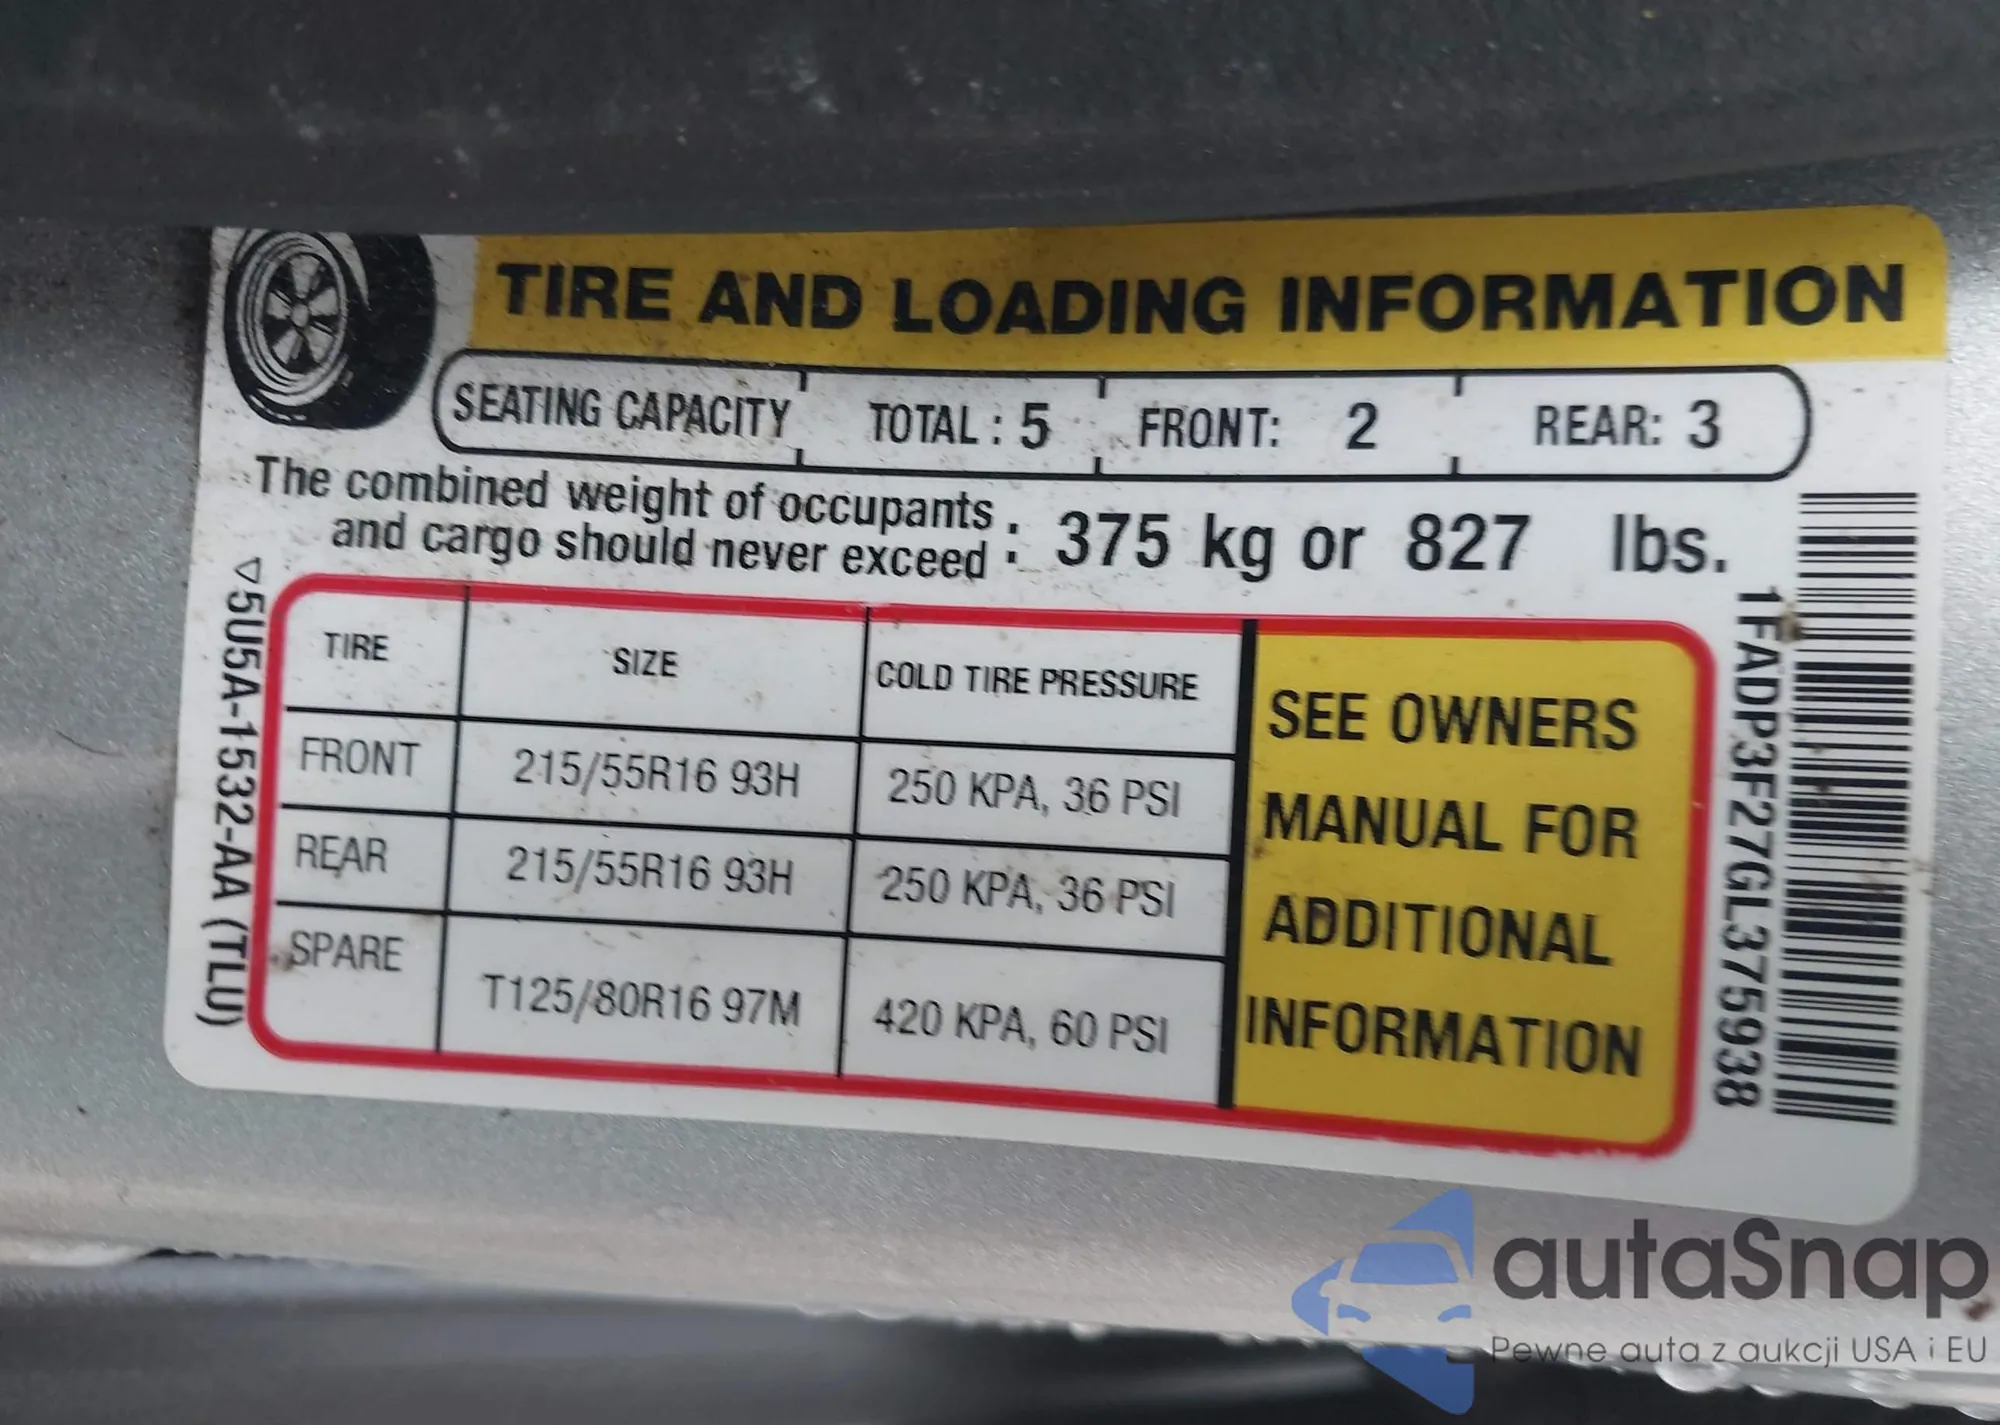 TIRE AND LOADING INFORMATION
SEATING CAPACITY TOTAL : 5 FRONT: 2 REAR: 3
The combined weight of occupants
and cargo should never exceed : 375 kg or 827 lbs.
TIRE SIZE COLD TIRE PRESSURE
FRONT 215/55R16 93H 250 KPA, 36 PSI
REAR 215/55R16 93H 250 KPA, 36 PSI
SPARE T125/80R16 97M 420 KPA, 60 PSI
SEE OWNERS
MANUAL FOR
ADDITIONAL
INFORMATION
5U5A-1532-AA (TLU)
1FADP3F27GL375938
autaSnap
Pewne auta z aukcji USA i EU